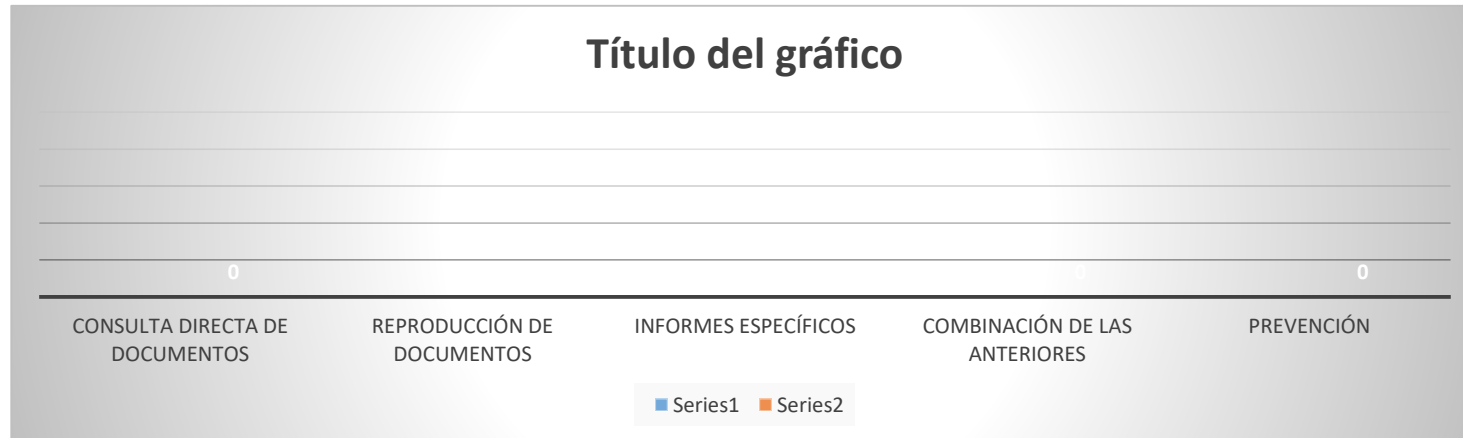 Título del gráfico
0
0
0
CONSULTA DIRECTA DE
DOCUMENTOS
REPRODUCCIÓN DE
DOCUMENTOS
INFORMES ESPECÍFICOS
COMBINACIÓN DE LAS
ANTERIORES
PREVENCIÓN
Series1
Series2